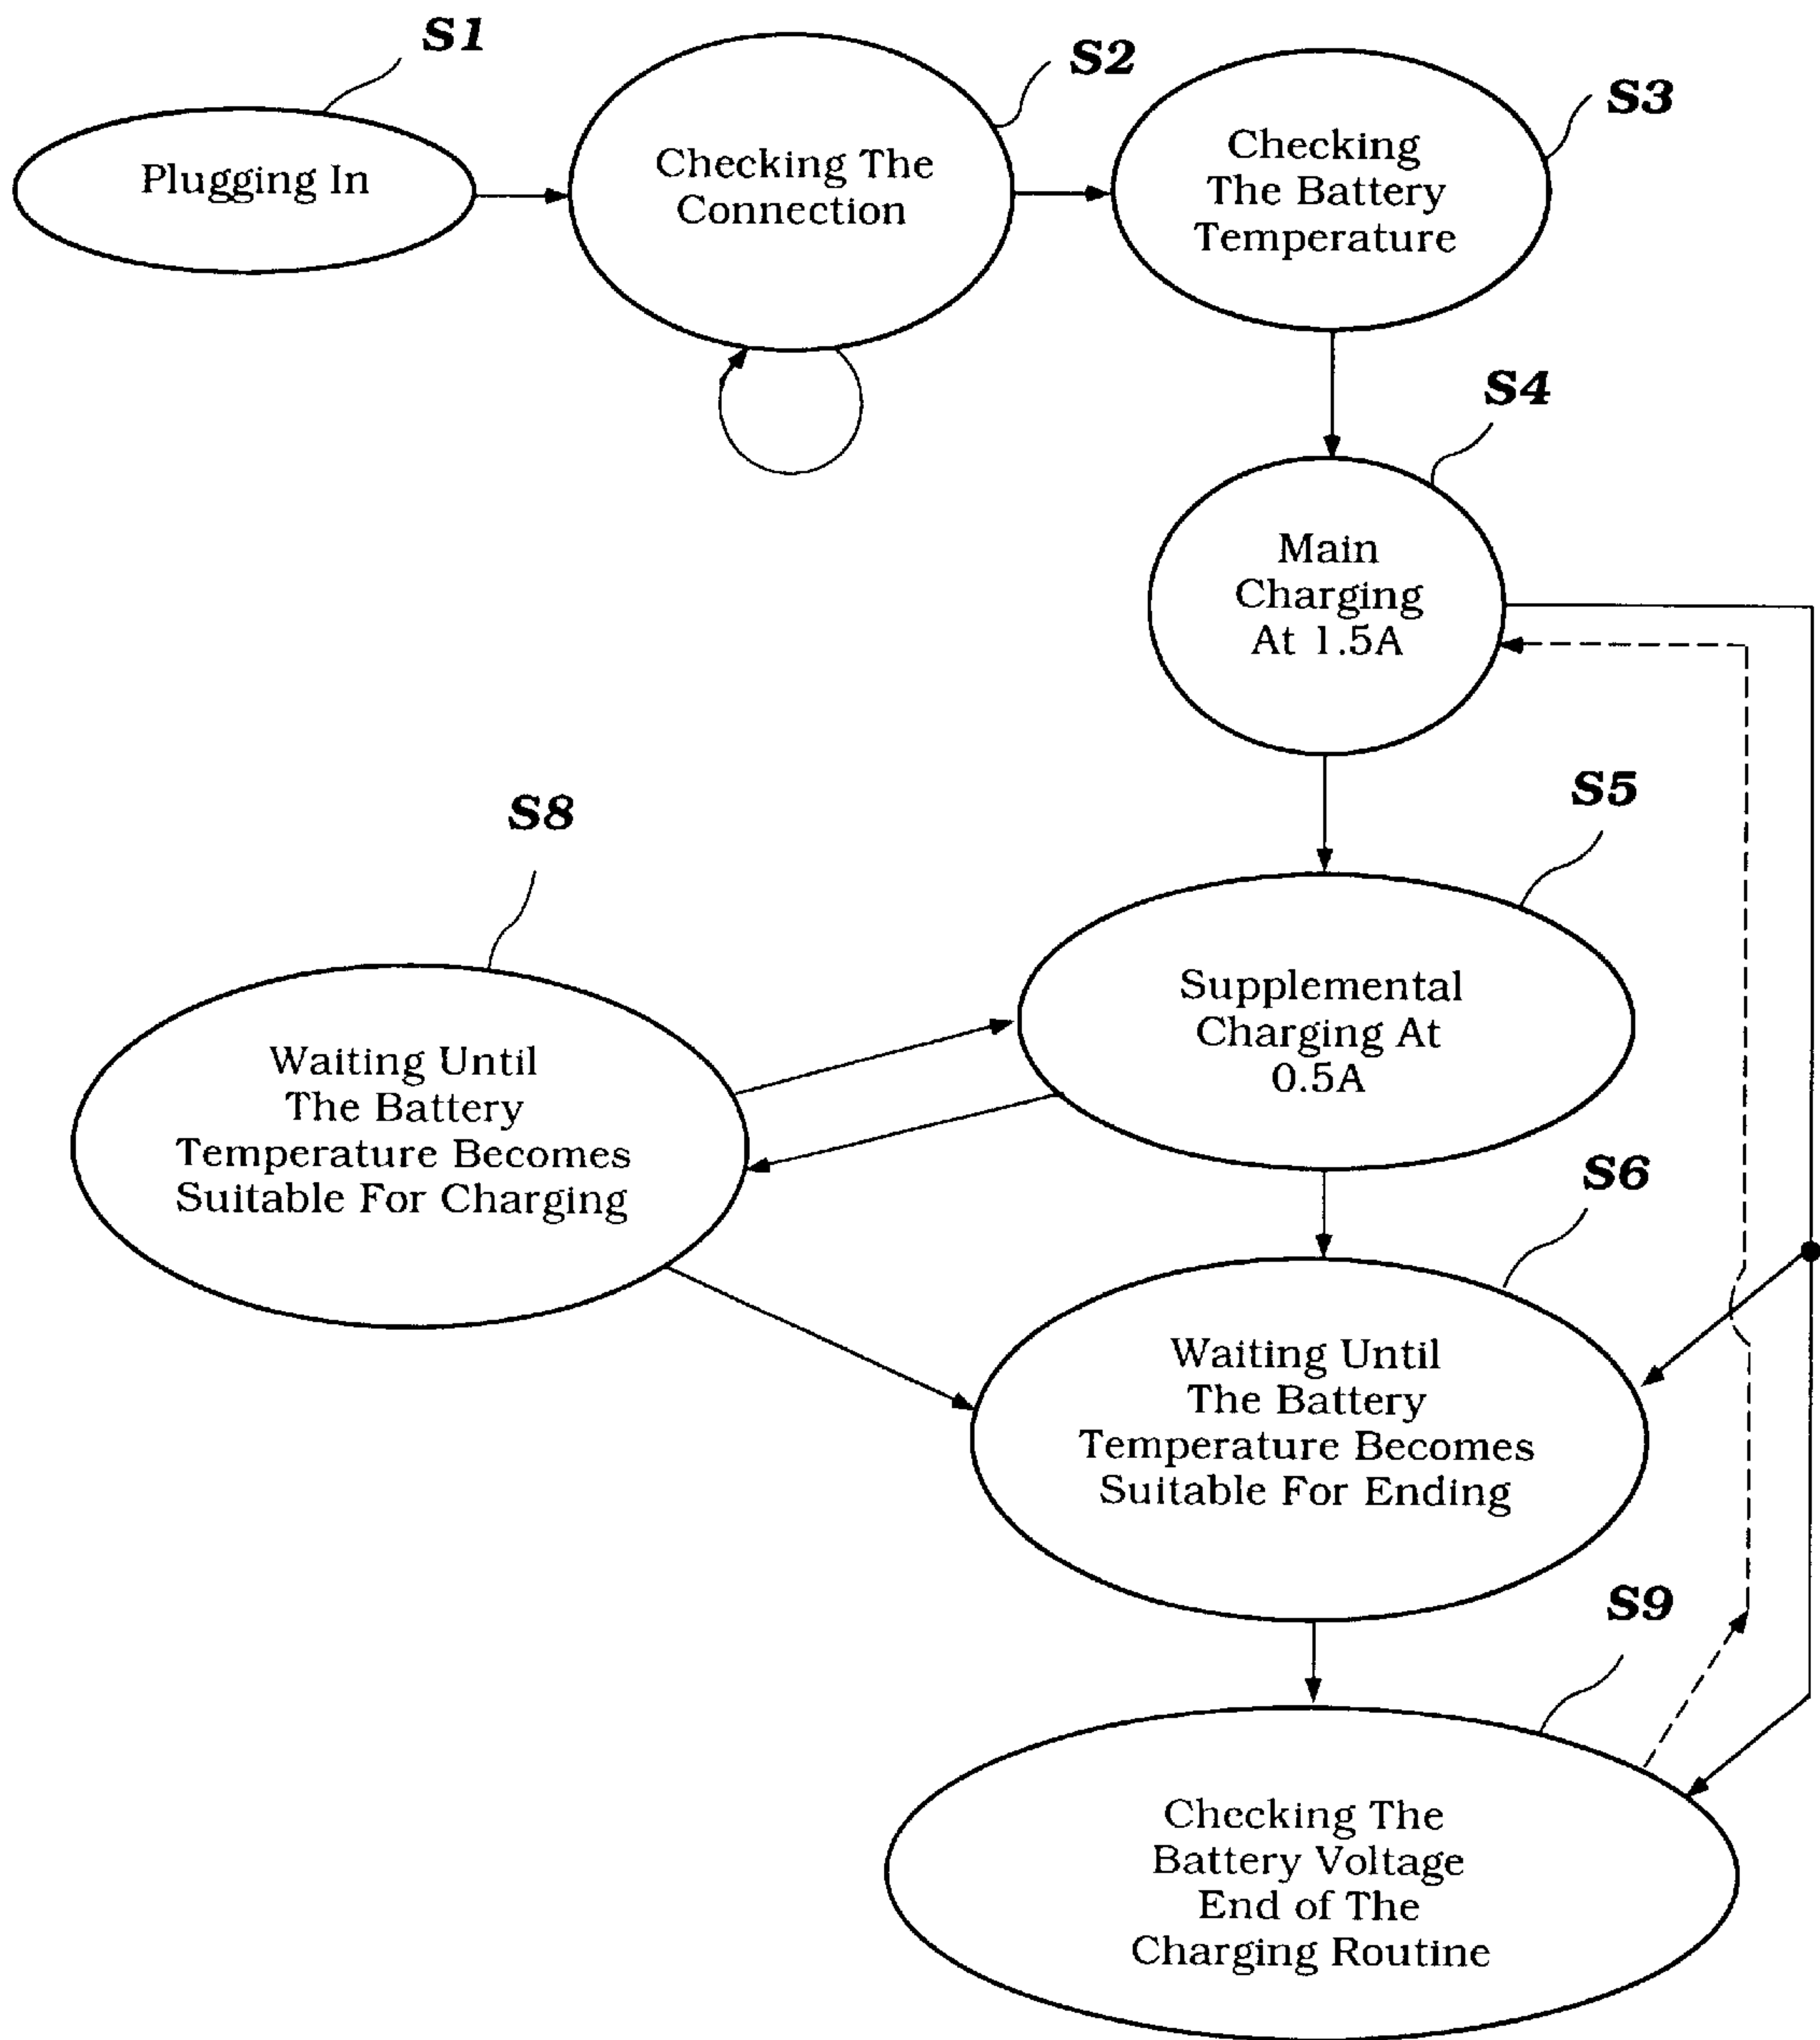 S1
Plugging In
S2
Checking The
Connection
S3
Checking
The Battery
Temperature
S4
Main
Charging
At 1.5A
S5
Supplemental
Charging At
0.5A
S8
Waiting Until
The Battery
Temperature Becomes
Suitable For Charging
S6
Waiting Until
The Battery
Temperature Becomes
Suitable For Ending
S9
Checking The
Battery Voltage
End of The
Charging Routine